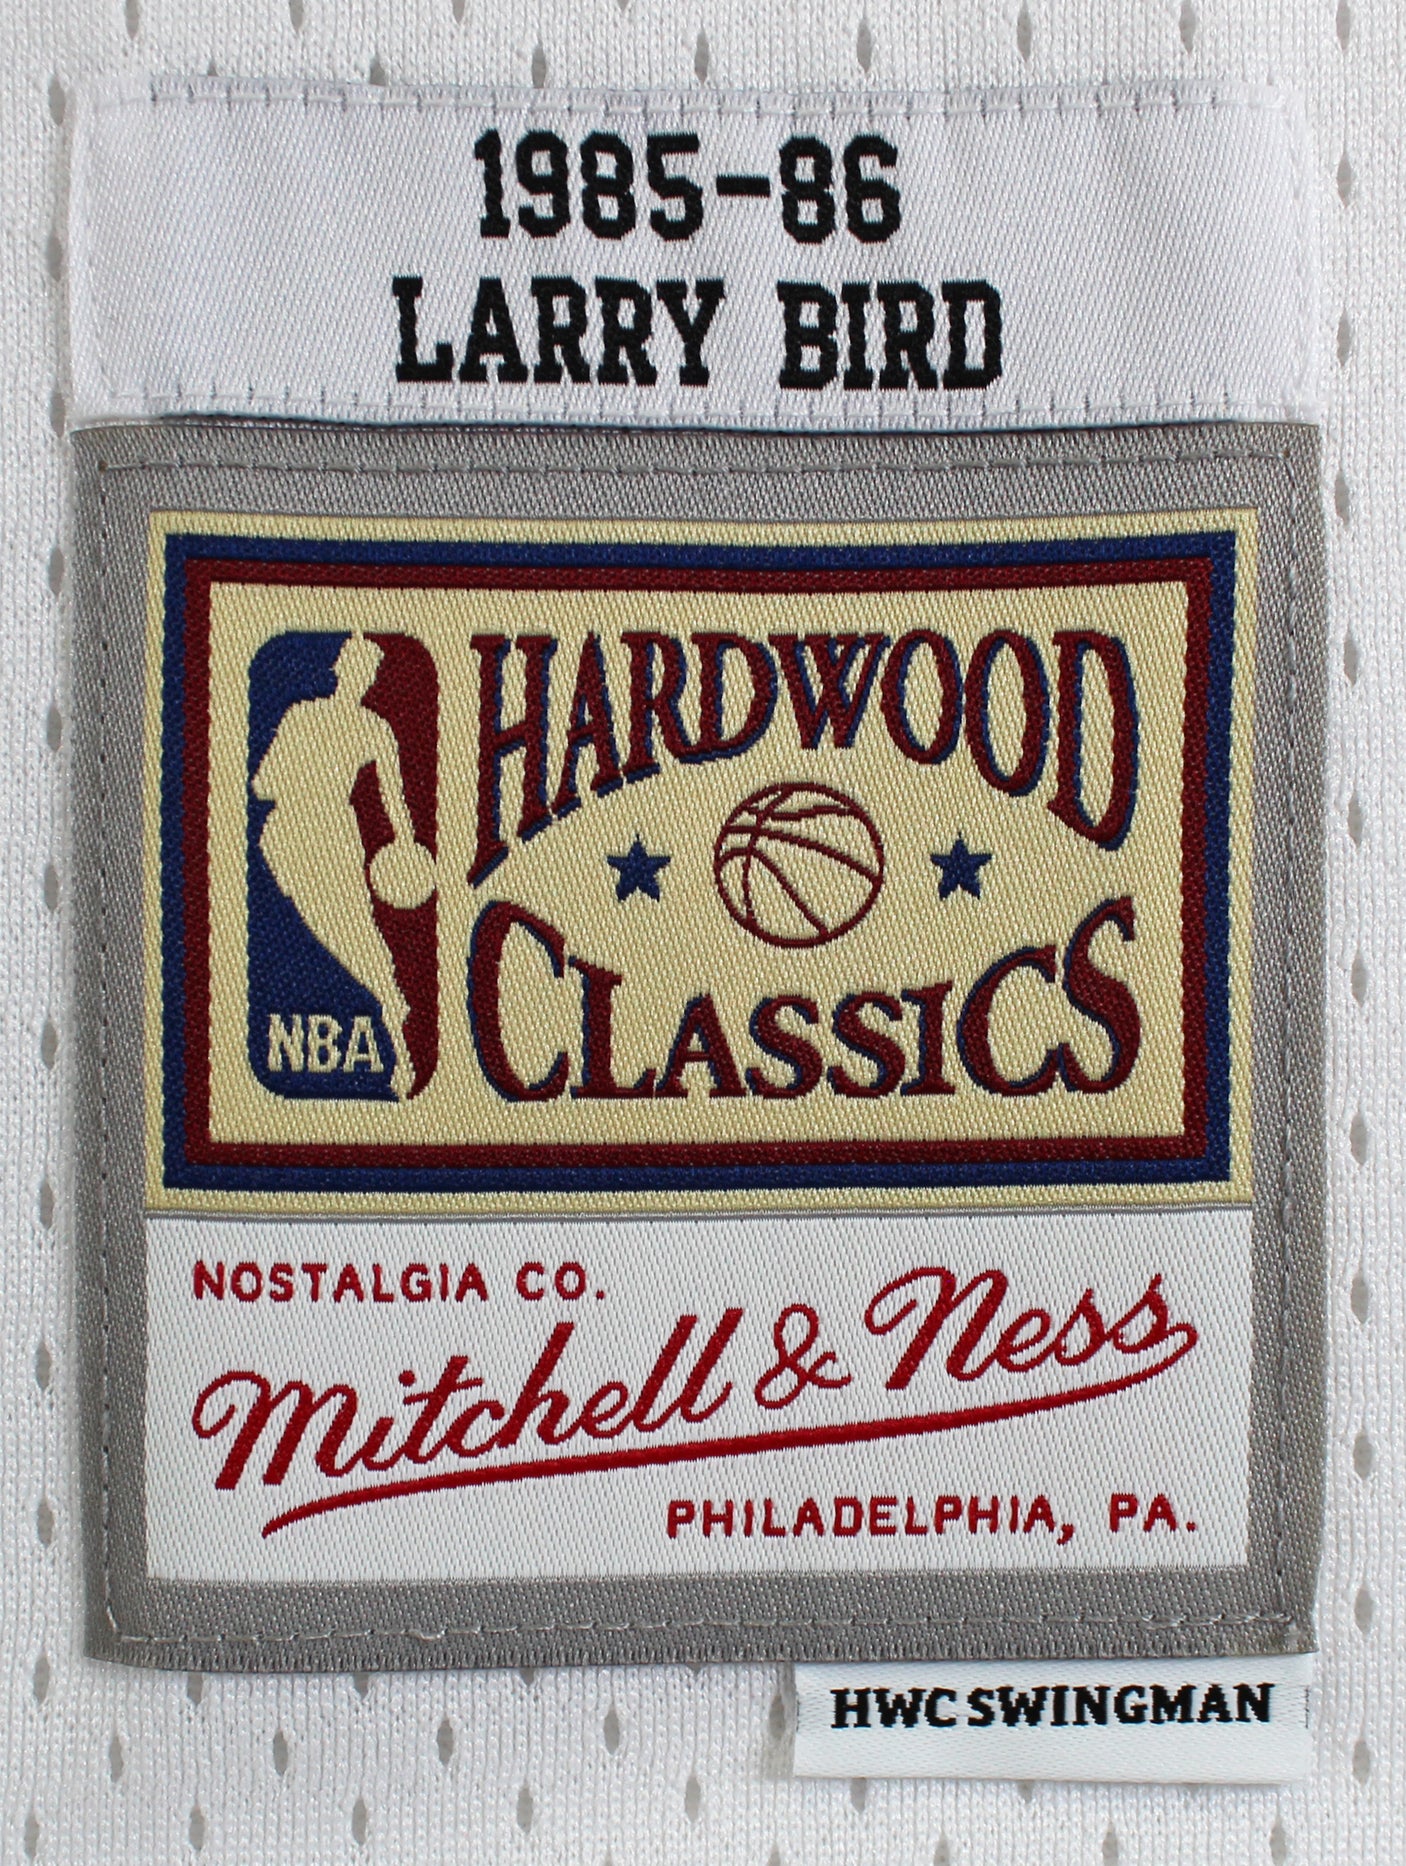 1985-86
LARRY BIRD
HARDWOOD
CLASSICS
NBA
NOSTALGIA CO.
Mitchell & Ness
PHILADELPHIA, PA.
HWC SWINGMAN